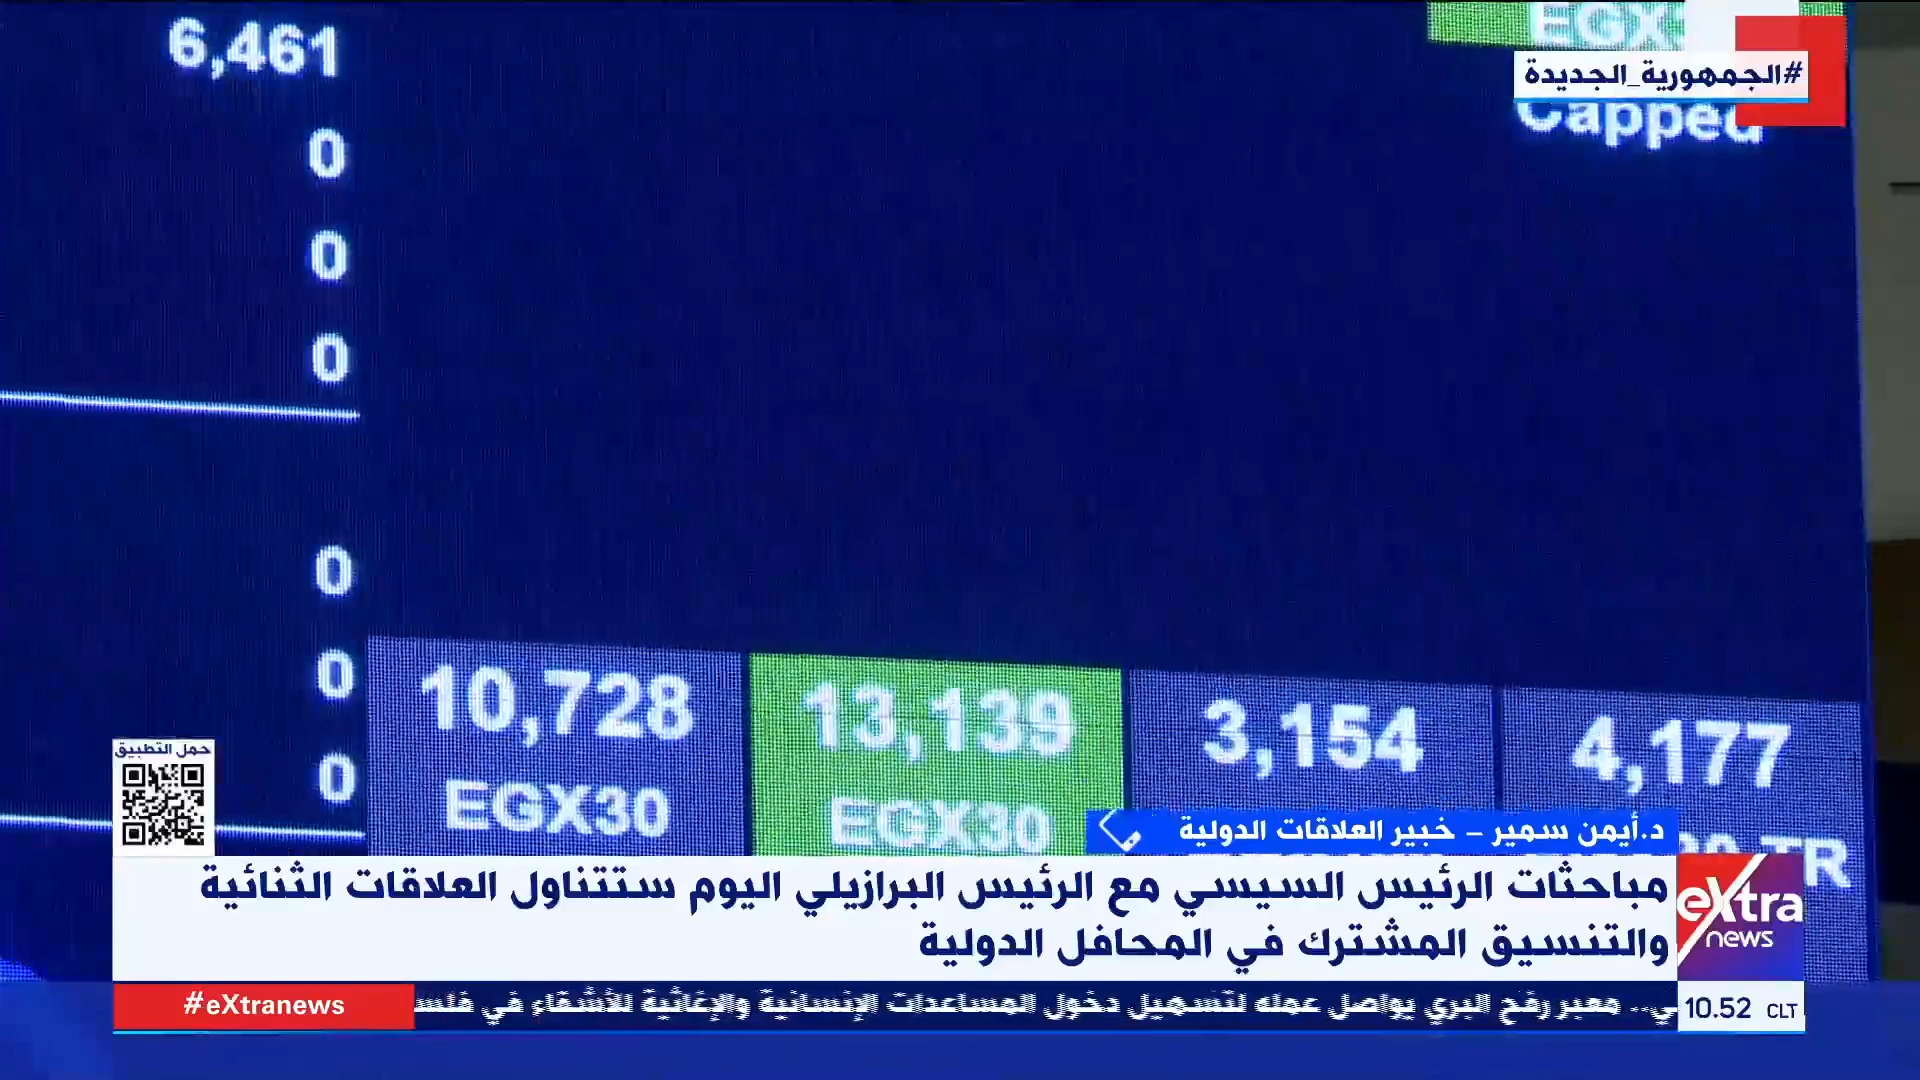 6,461
0
0
0
0
0
0
EGX
#الجمهورية_الجديدة
Capped
10,728
EGX30
13,139
EGX30
3,154
4,177
TR
حمل التطبيق
د.أيمن سمير – خبير العلاقات الدولية
مباحثات الرئيس السيسي مع الرئيس البرازيلي اليوم ستتناول العلاقات الثنائية
والتنسيق المشترك في المحافل الدولية
eXtra
news
#eXtranews
معبر رفح البري يواصل عمله لتسهيل دخول المساعدات الإنسانية والإغاثية للأشقاء في
10.52 CLT